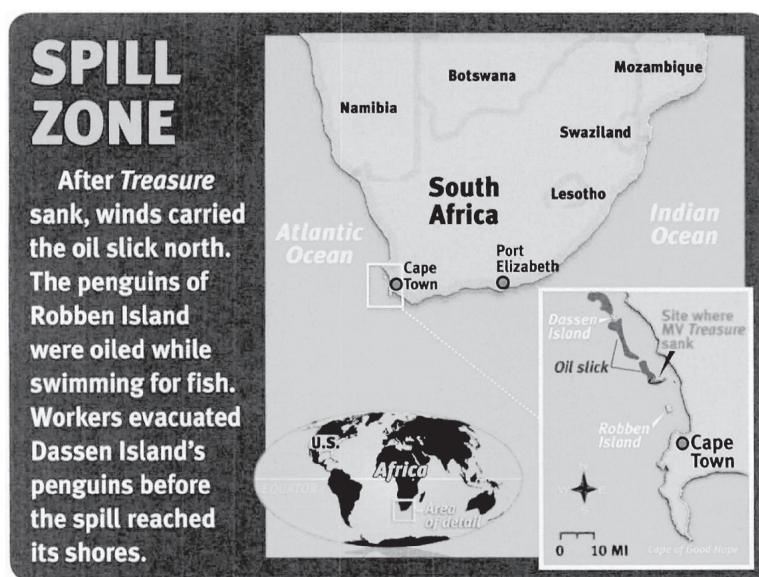 SPILL
ZONE
After Treasure
sank, winds carried
the oil slick north.
The penguins of
Robben Island
were oiled while
swimming for fish.
Workers evacuated
Dassen Island's
penguins before
the spill reached
its shores.
Namibia
Botswana
Mozambique
Swaziland
South
Africa
Lesotho
Atlantic
Ocean
Indian
Ocean
Cape
Town
Port
Elizabeth
U.S.
Africa
EQUATOR
Area
of detail
Dassen
Island
Site where
MV Treasure
sank
Oil slick
Robben
Island
Cape
Town
N
W E
S
0 10 MI
Cape of Good Hope